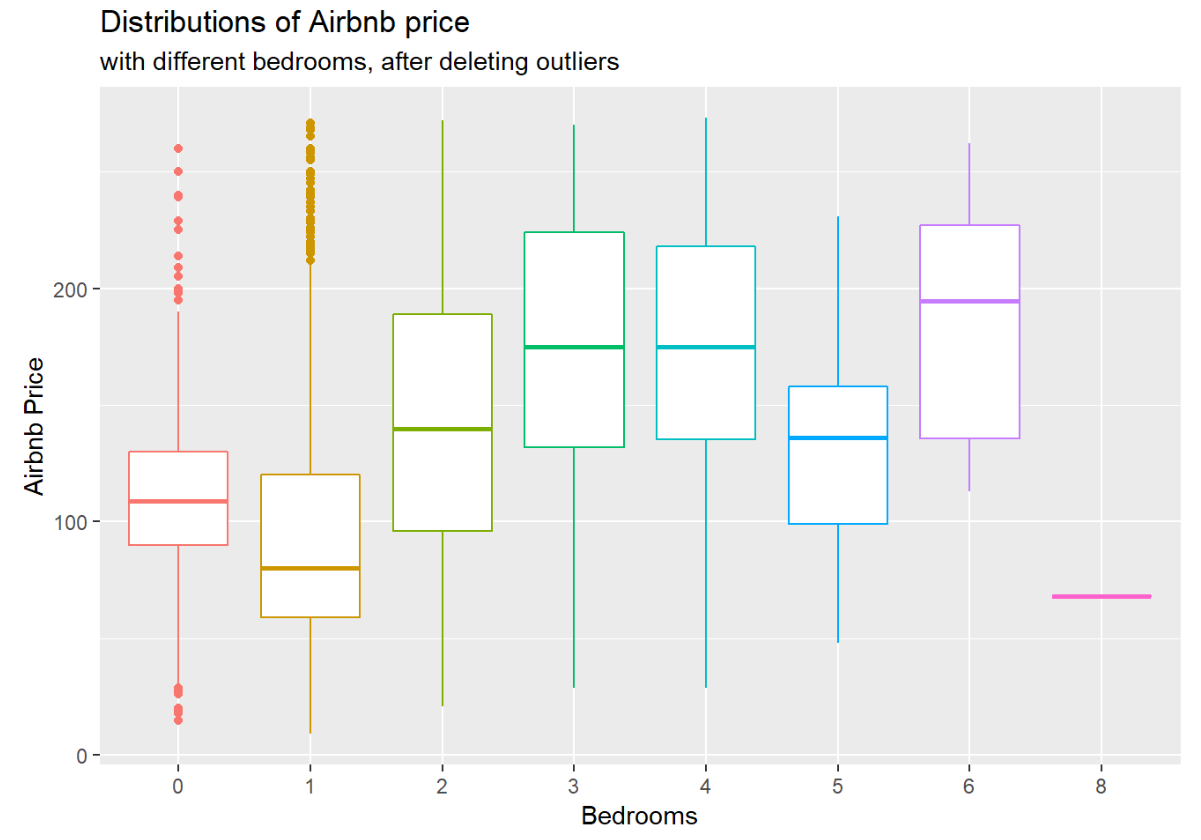 Distributions of Airbnb price
with different bedrooms, after deleting outliers
Airbnb Price
200
100
0
0 1 2 3 4 5 6 8
Bedrooms